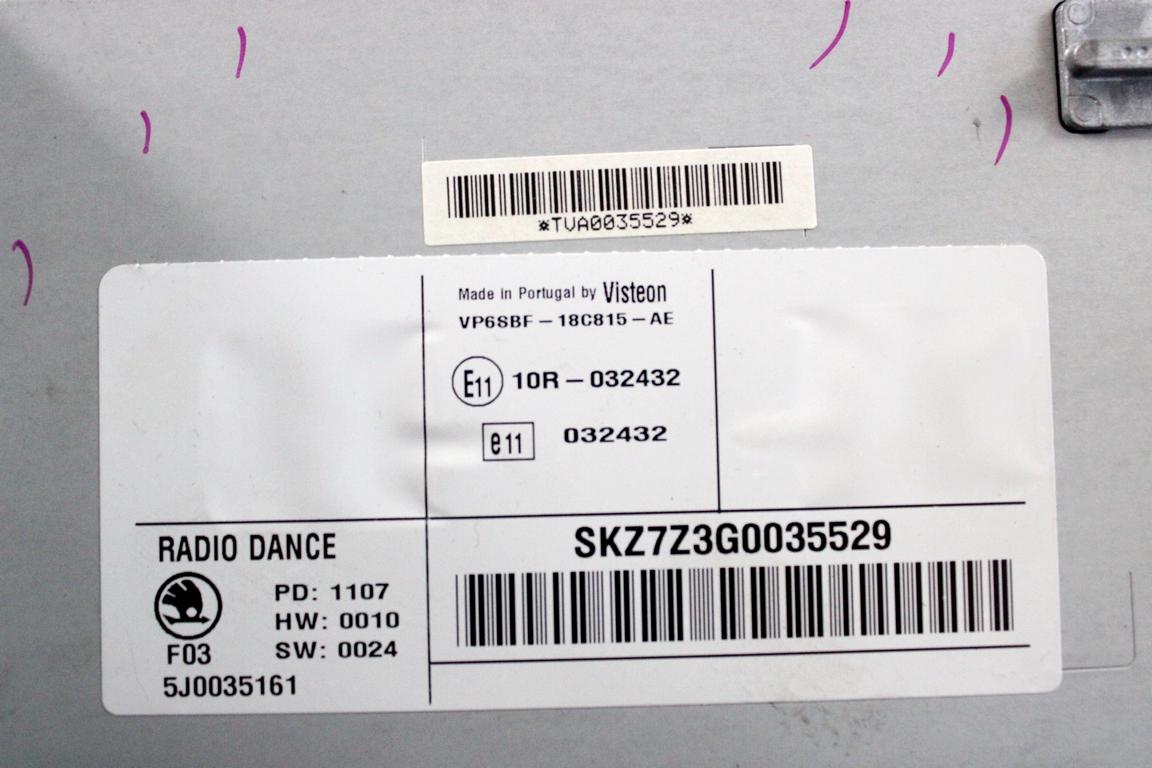 *TVA0035529*
Made in Portugal by Visteon
VP6SBF-18C815-AE
E11 10R-032432
e11 032432
SKZ7Z3G0035529
RADIO DANCE
PD: 1107
HW: 0010
F03 SW: 0024
5J0035161